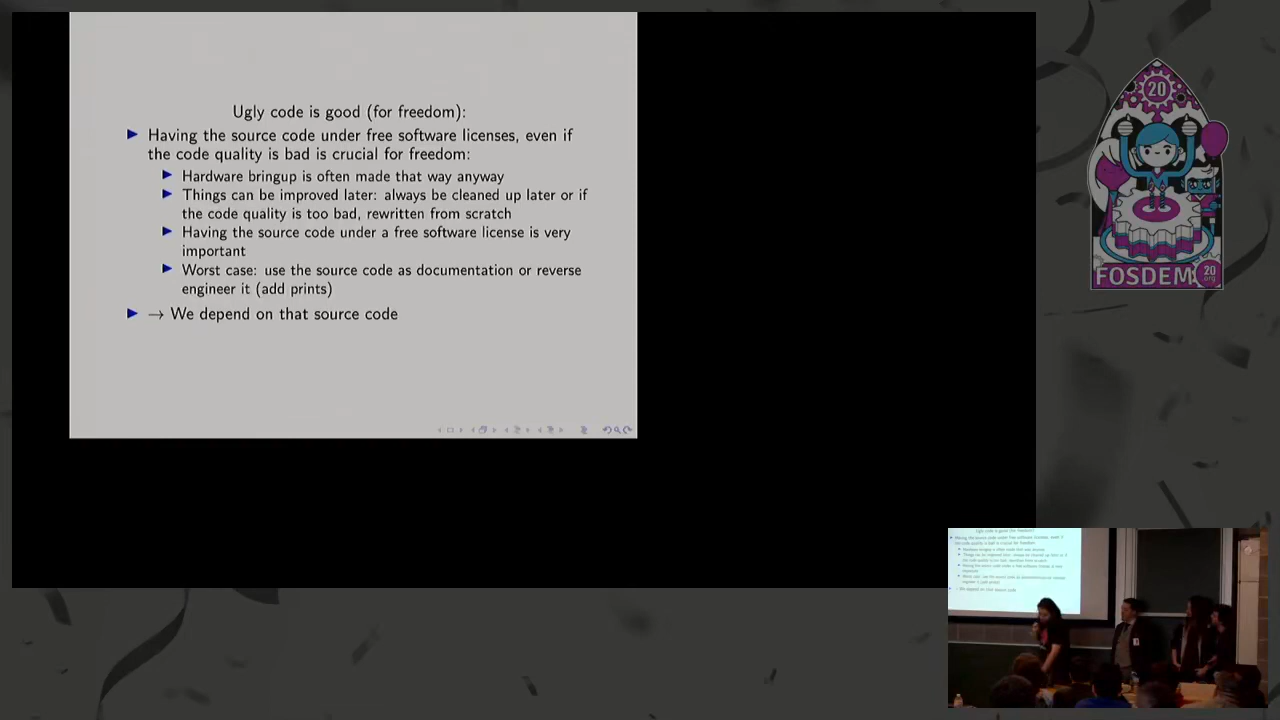 Ugly code is good (for freedom):
Having the source code under free software licenses, even if
the code quality is bad is crucial for freedom:
Hardware bringup is often made that way anyway
Things can be improved later: always be cleaned up later or if
the code quality is too bad, rewritten from scratch
Having the source code under a free software license is very
important
Worst case: use the source code as documentation or reverse
engineer it (add prints)
→ We depend on that source code
20
FOSDEM 20
.org